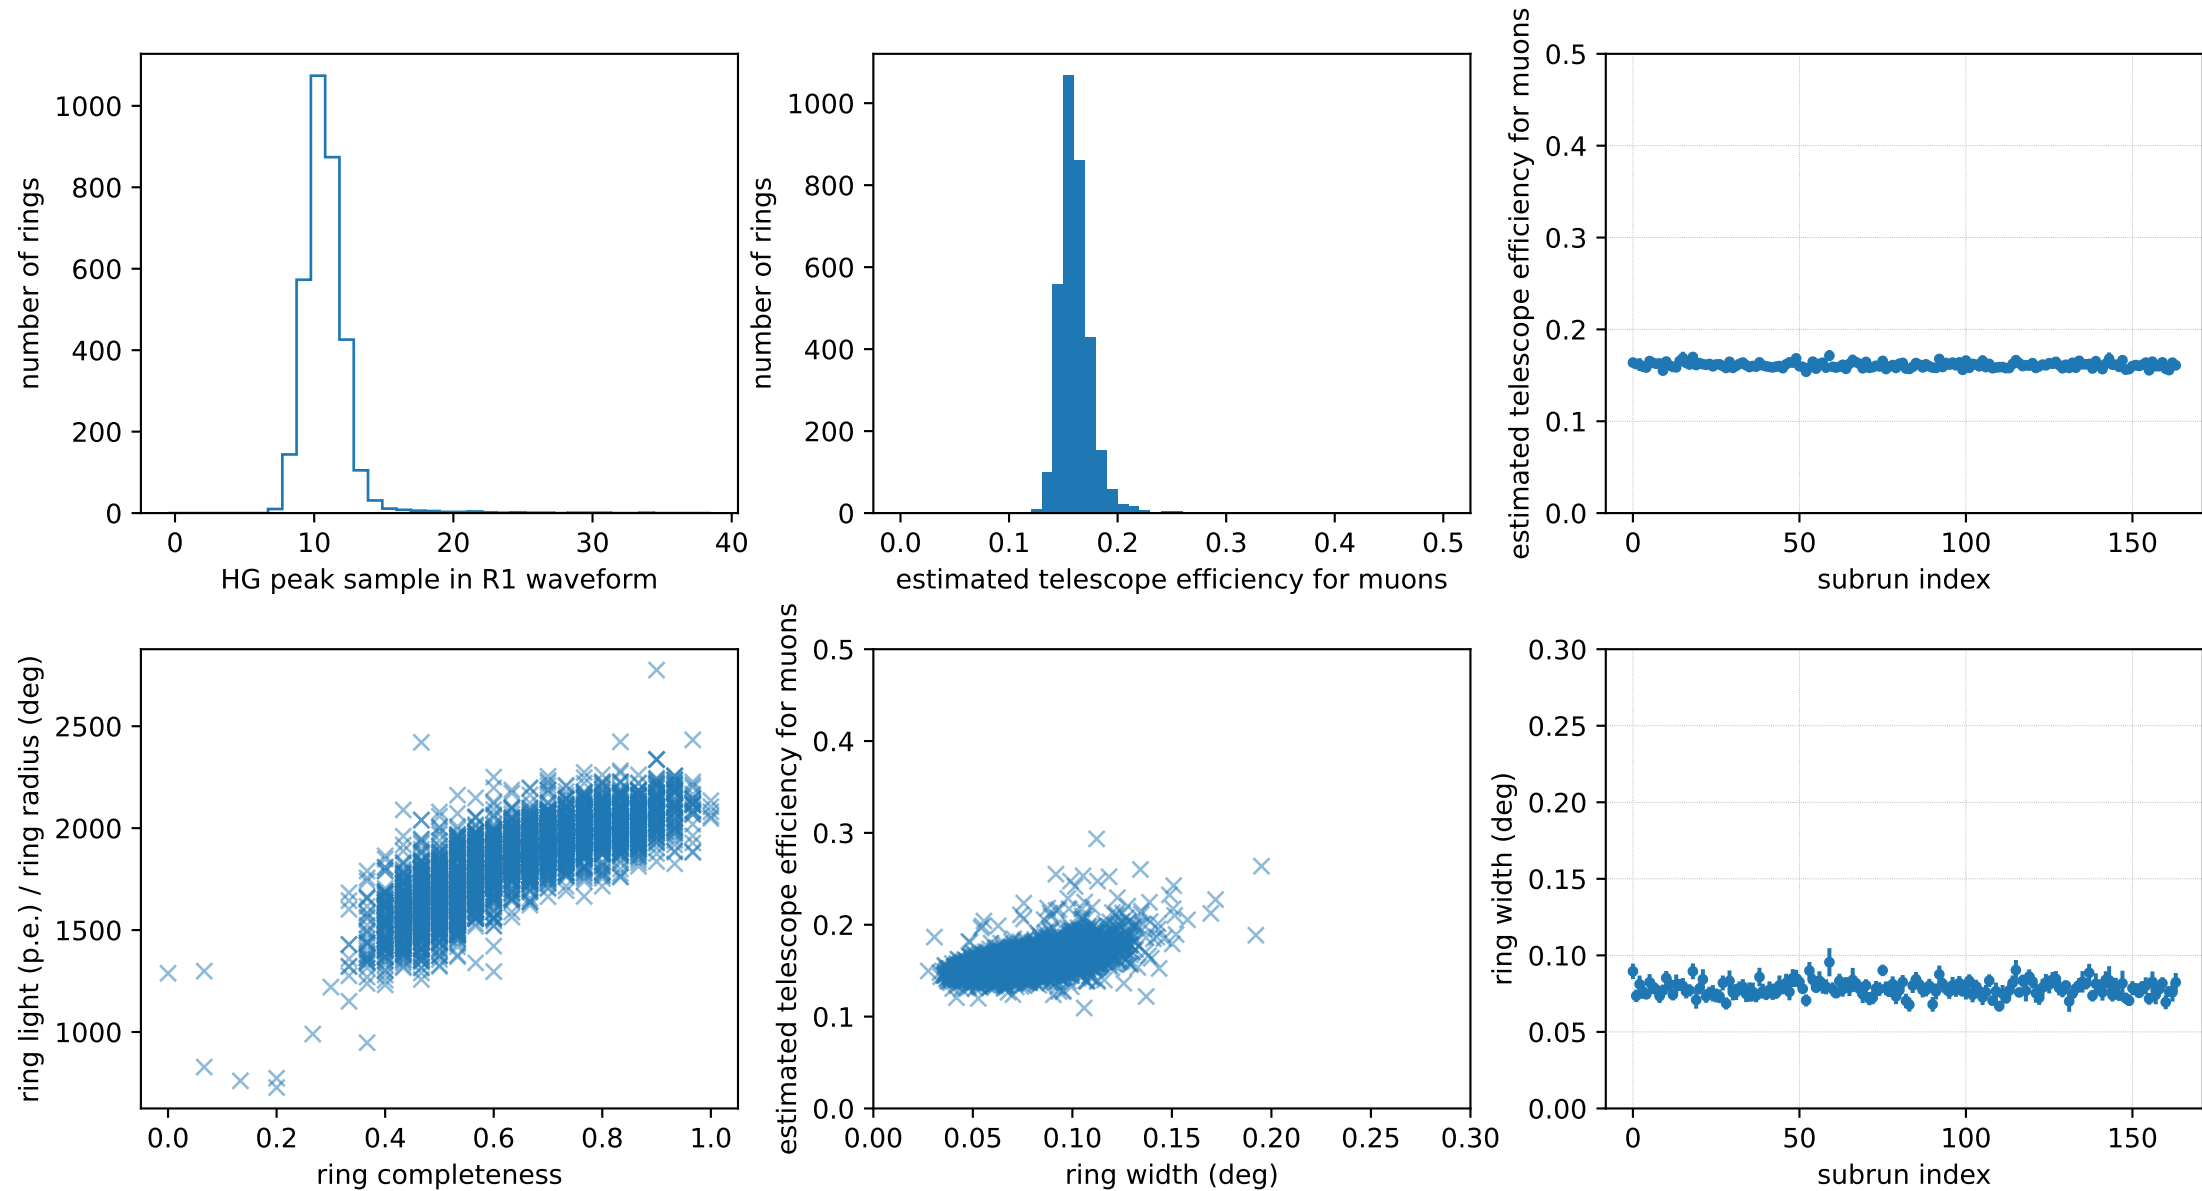 number of rings
1000
800
600
400
200
0
0 10 20 30 40
HG peak sample in R1 waveform
number of rings
1000
800
600
400
200
0
0.0 0.1 0.2 0.3 0.4 0.5
estimated telescope efficiency for muons
estimated telescope efficiency for muons
0.5
0.4
0.3
0.2
0.1
0.0
0 50 100 150
subrun index
ring light (p.e.) / ring radius (deg)
2500
2000
1500
1000
0.0 0.2 0.4 0.6 0.8 1.0
ring completeness
estimated telescope efficiency for muons
0.5
0.4
0.3
0.2
0.1
0.0
0.00 0.05 0.10 0.15 0.20 0.25 0.30
ring width (deg)
ring width (deg)
0.30
0.25
0.20
0.15
0.10
0.05
0.00
0 50 100 150
subrun index